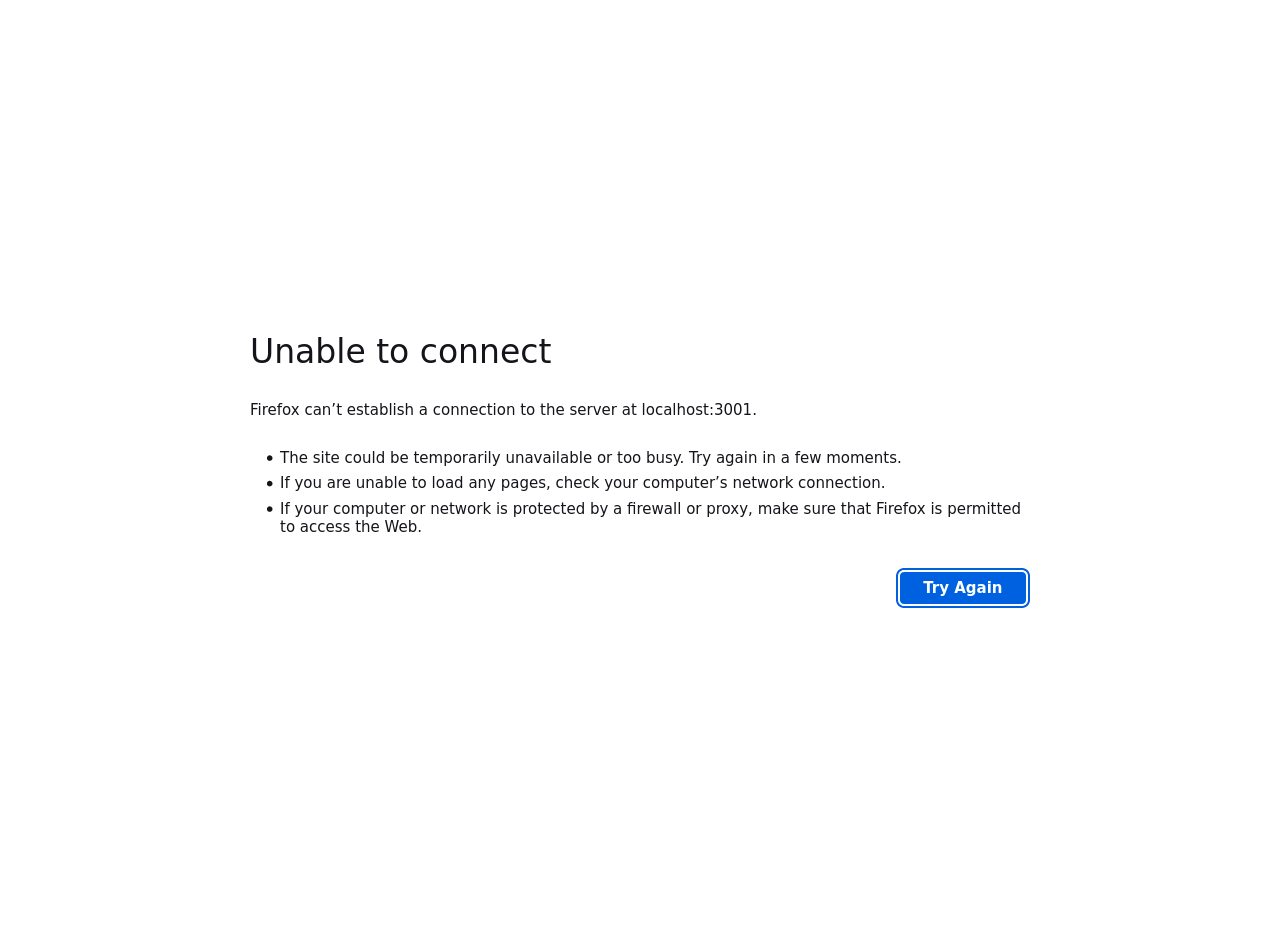 Unable to connect
Firefox can’t establish a connection to the server at localhost:3001.
• The site could be temporarily unavailable or too busy. Try again in a few moments.
• If you are unable to load any pages, check your computer’s network connection.
• If your computer or network is protected by a firewall or proxy, make sure that Firefox is permitted
to access the Web.
Try Again